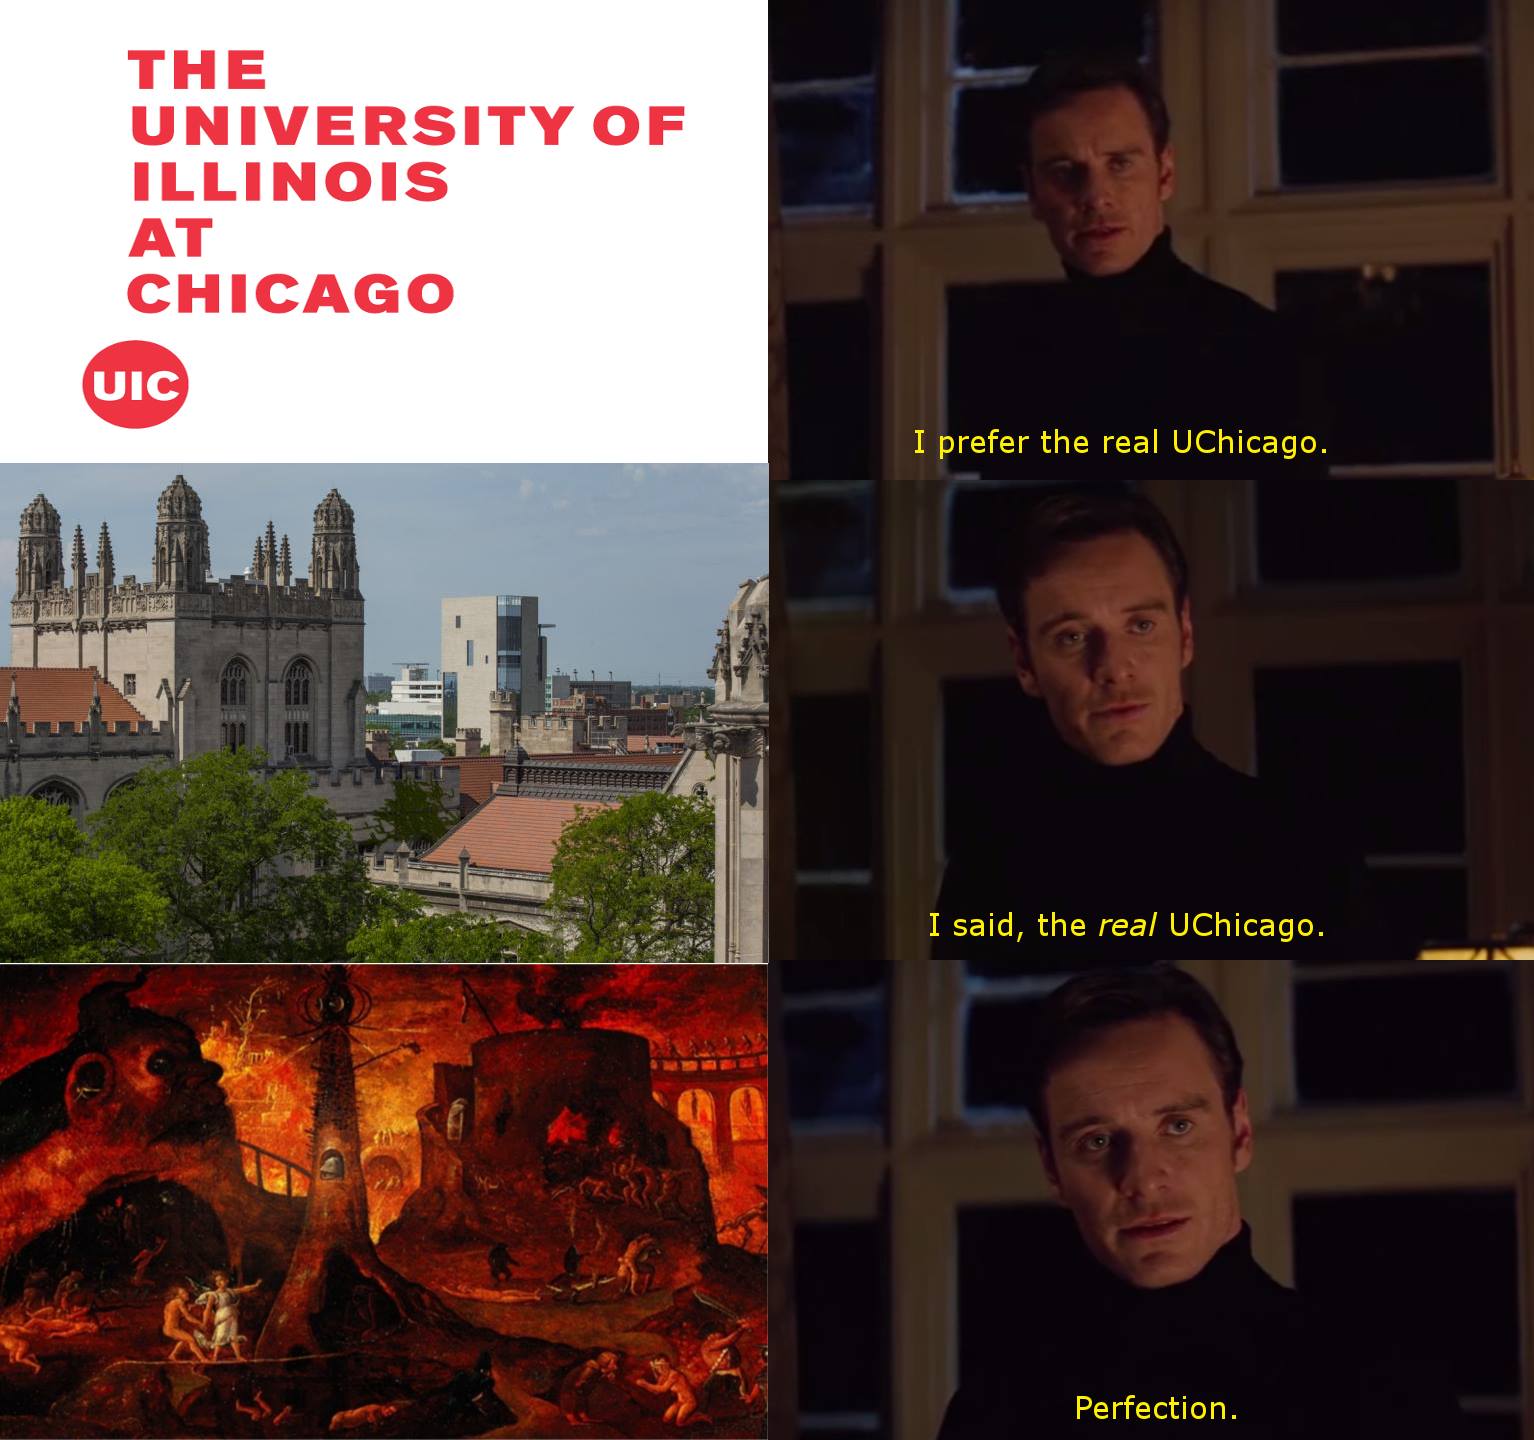 THE
UNIVERSITY OF
ILLINOIS
AT
CHICAGO
UIC
I prefer the real UChicago.
I said, the real UChicago.
Perfection.